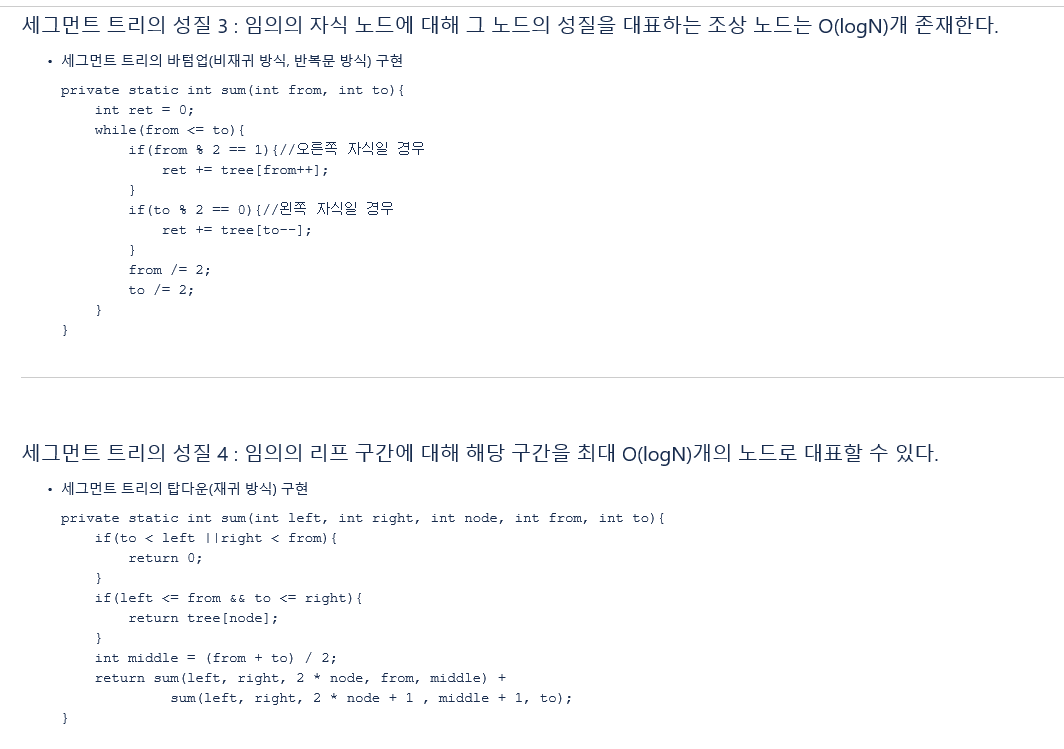 세그먼트 트리의 성질 3 : 임의의 자식 노드에 대해 그 노드의 성질을 대표하는 조상 노드는 O(logN)개 존재한다.
• 세그먼트 트리의 바텀업(비재귀 방식, 반복문 방식) 구현
private static int sum(int from, int to){
    int ret = 0;
    while(from <= to){
        if(from % 2 == 1){//오른쪽 자식일 경우
            ret += tree[from++];
        }
        if(to % 2 == 0){//왼쪽 자식일 경우
            ret += tree[to--];
        }
        from /= 2;
        to /= 2;
    }
}
세그먼트 트리의 성질 4 : 임의의 리프 구간에 대해 해당 구간을 최대 O(logN)개의 노드로 대표할 수 있다.
• 세그먼트 트리의 탑다운(재귀 방식) 구현
private static int sum(int left, int right, int node, int from, int to){
    if(to < left ||right < from){
        return 0;
    }
    if(left <= from && to <= right){
        return tree[node];
    }
    int middle = (from + to) / 2;
    return sum(left, right, 2 * node, from, middle) +
             sum(left, right, 2 * node + 1 , middle + 1, to);
}